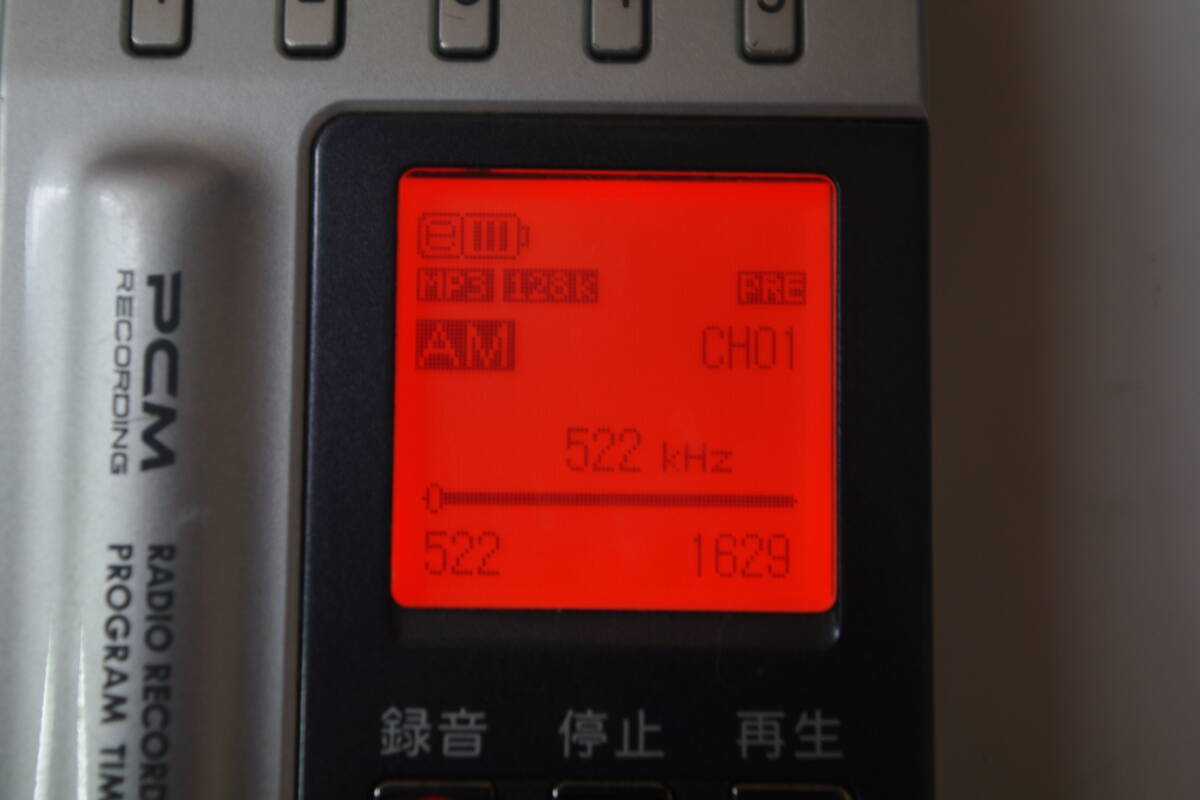 e
MP3 128k PRE
AM CH01
522 kHz
522 1629
録音 停止 再生
PCM
RECORDING
RADIO RECORD
PROGRAM TIM